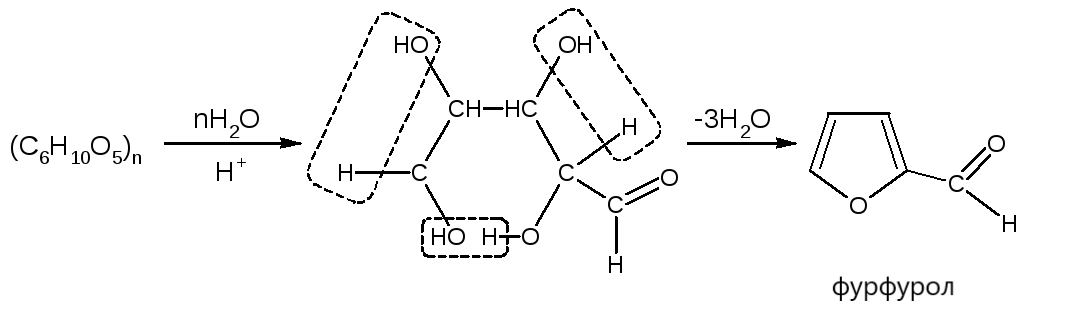 HO OH
CH HC H
nH₂O -3H₂O O
(C₆H₁₀O₅)ₙ H⁺ H C C O C
C O
HO H O H
H
фурфурол